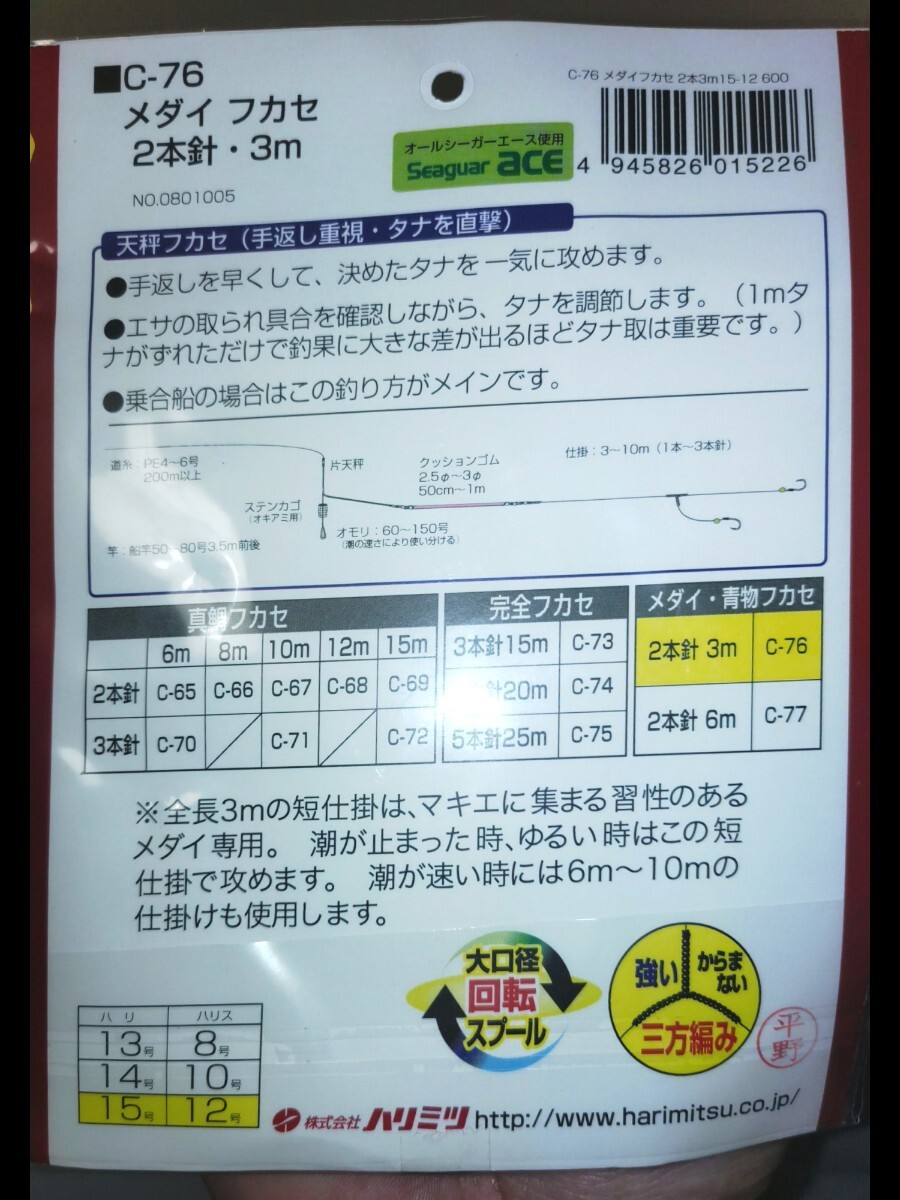 ■C-76
メダイ フカセ
2本針・3m
NO.0801005
オールシーガーエース使用
Seaguar ace
C-76 メダイフカセ 2本3m15-12 600
4 945826 015226
天秤フカセ（手返し重視・タナを直撃）
●手返しを早くして、決めたタナを一気に攻めます。
●エサの取られ具合を確認しながら、タナを調節します。（1mタ
ナがずれただけで釣果に大きな差が出るほどタナ取は重要です。）
●乗合船の場合はこの釣り方がメインです。
道糸：PE4〜6号
200m以上
片天秤
クッションゴム
2.5φ〜3φ
50cm〜1m
仕掛：3〜10m（1本〜3本針）
ステンカゴ
（オキアミ用）
オモリ：60〜150号
（潮の速さにより使い分ける）
竿：船竿50〜80号3.5m前後
真鯛フカセ
6m 8m 10m 12m 15m
2本針 C-65 C-66 C-67 C-68 C-69
3本針 C-70 C-71 C-72
完全フカセ
3本針15m C-73
針20m C-74
5本針25m C-75
メダイ・青物フカセ
2本針 3m C-76
2本針 6m C-77
※全長3mの短仕掛は、マキエに集まる習性のある
メダイ専用。 潮が止まった時、ゆるい時はこの短
仕掛で攻めます。 潮が速い時には6m〜10mの
仕掛けも使用します。
大口径
回転
スプール
強い
からま
ない
三方編み
平野
ハリ ハリス
13号 8号
14号 10号
15号 12号
株式会社ハリミツ http://www.harimitsu.co.jp/